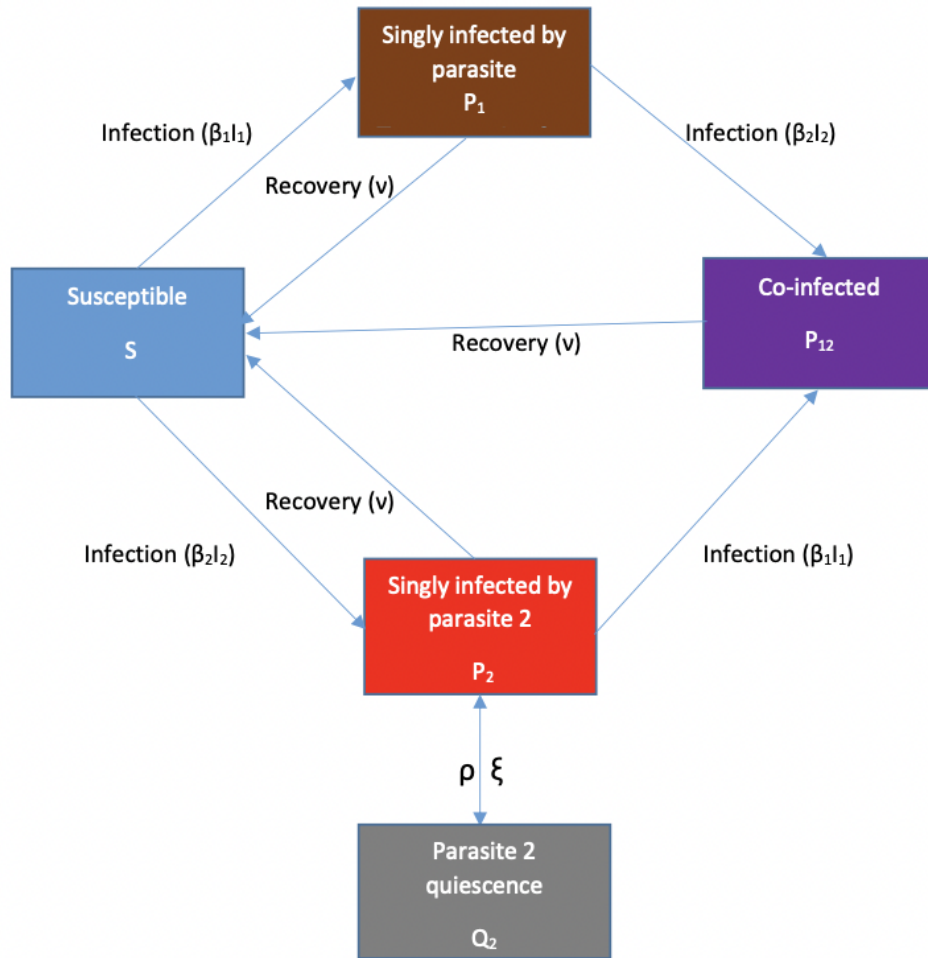 Singly infected by
parasite
P₁
Infection (β₁I₁)
Infection (β₂I₂)
Recovery (ν)
Susceptible
S
Co-infected
P₁₂
Recovery (ν)
Recovery (ν)
Infection (β₂I₂)
Infection (β₁I₁)
Singly infected by
parasite 2
P₂
ρ ξ
Parasite 2
quiescence
Q₂